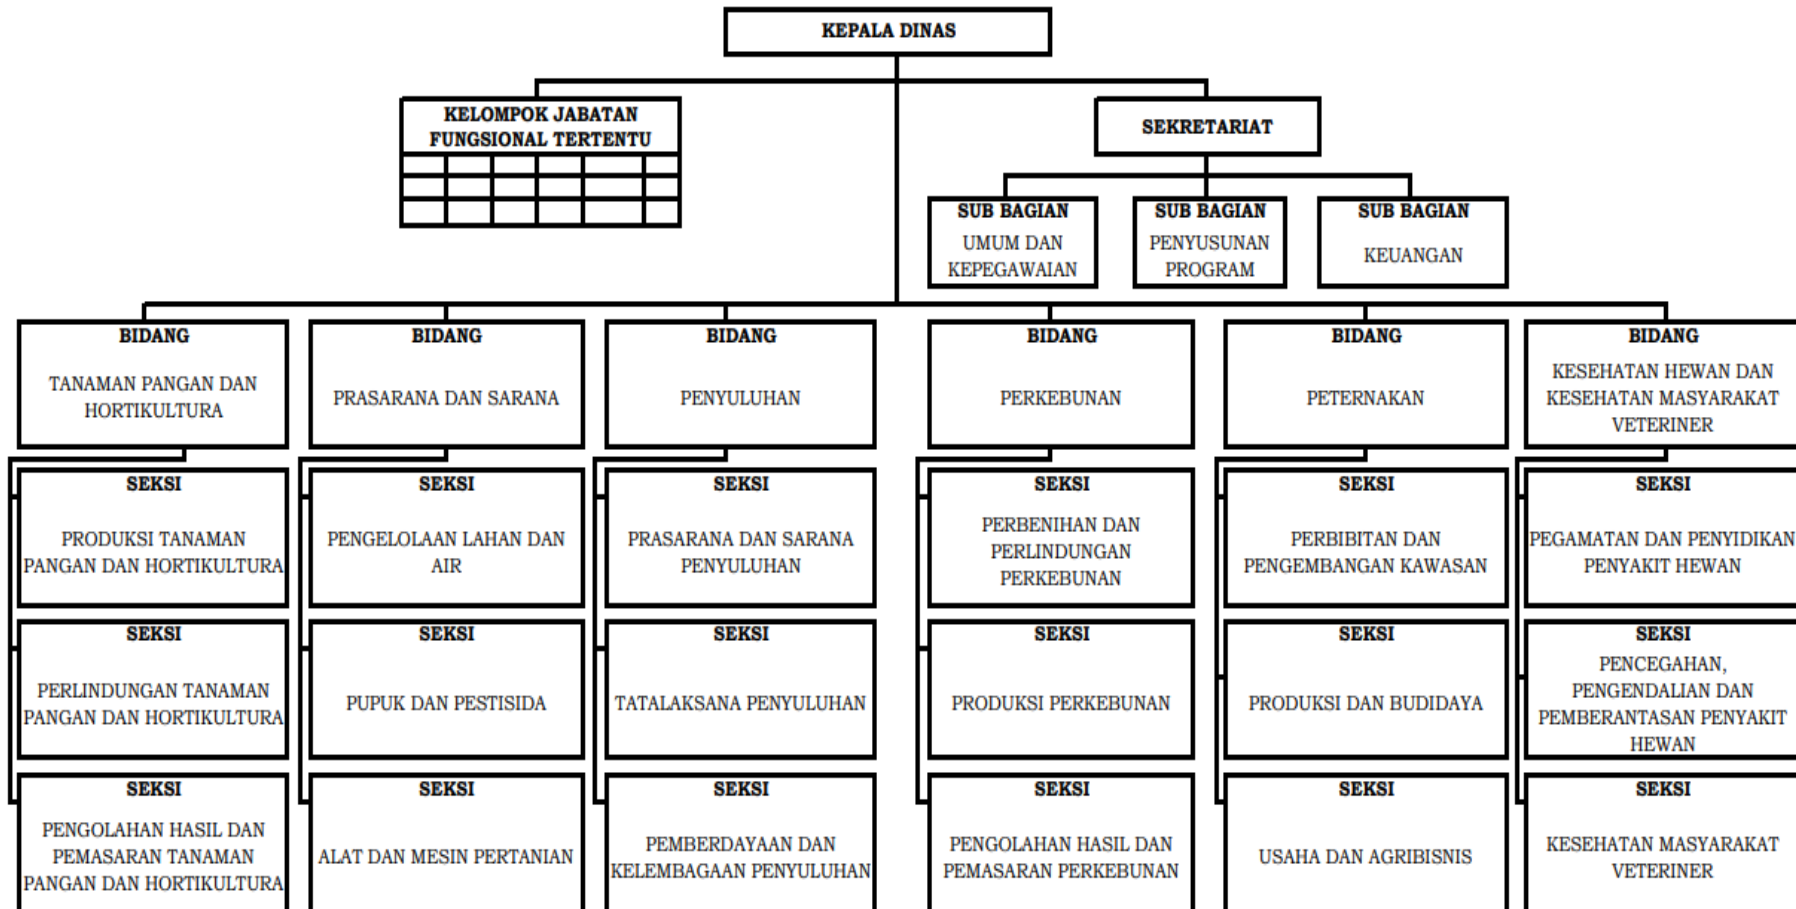 KEPALA DINAS
KELOMPOK JABATAN
FUNGSIONAL TERTENTU
SEKRETARIAT
SUB BAGIAN
UMUM DAN
KEPEGAWAIAN
SUB BAGIAN
PENYUSUNAN
PROGRAM
SUB BAGIAN
KEUANGAN
BIDANG
TANAMAN PANGAN DAN
HORTIKULTURA
BIDANG
PRASARANA DAN SARANA
BIDANG
PENYULUHAN
BIDANG
PERKEBUNAN
BIDANG
PETERNAKAN
BIDANG
KESEHATAN HEWAN DAN
KESEHATAN MASYARAKAT
VETERINER
SEKSI
PRODUKSI TANAMAN
PANGAN DAN HORTIKULTURA
SEKSI
PENGELOLAAN LAHAN DAN
AIR
SEKSI
PRASARANA DAN SARANA
PENYULUHAN
SEKSI
PERBENIHAN DAN
PERLINDUNGAN
PERKEBUNAN
SEKSI
PERBIBITAN DAN
PENGEMBANGAN KAWASAN
SEKSI
PEGAMATAN DAN PENYIDIKAN
PENYAKIT HEWAN
SEKSI
PERLINDUNGAN TANAMAN
PANGAN DAN HORTIKULTURA
SEKSI
PUPUK DAN PESTISIDA
SEKSI
TATALAKSANA PENYULUHAN
SEKSI
PRODUKSI PERKEBUNAN
SEKSI
PRODUKSI DAN BUDIDAYA
SEKSI
PENCEGAHAN,
PENGENDALIAN DAN
PEMBERANTASAN PENYAKIT
HEWAN
SEKSI
PENGOLAHAN HASIL DAN
PEMASARAN TANAMAN
PANGAN DAN HORTIKULTURA
SEKSI
ALAT DAN MESIN PERTANIAN
SEKSI
PEMBERDAYAAN DAN
KELEMBAGAAN PENYULUHAN
SEKSI
PENGOLAHAN HASIL DAN
PEMASARAN PERKEBUNAN
SEKSI
USAHA DAN AGRIBISNIS
SEKSI
KESEHATAN MASYARAKAT
VETERINER